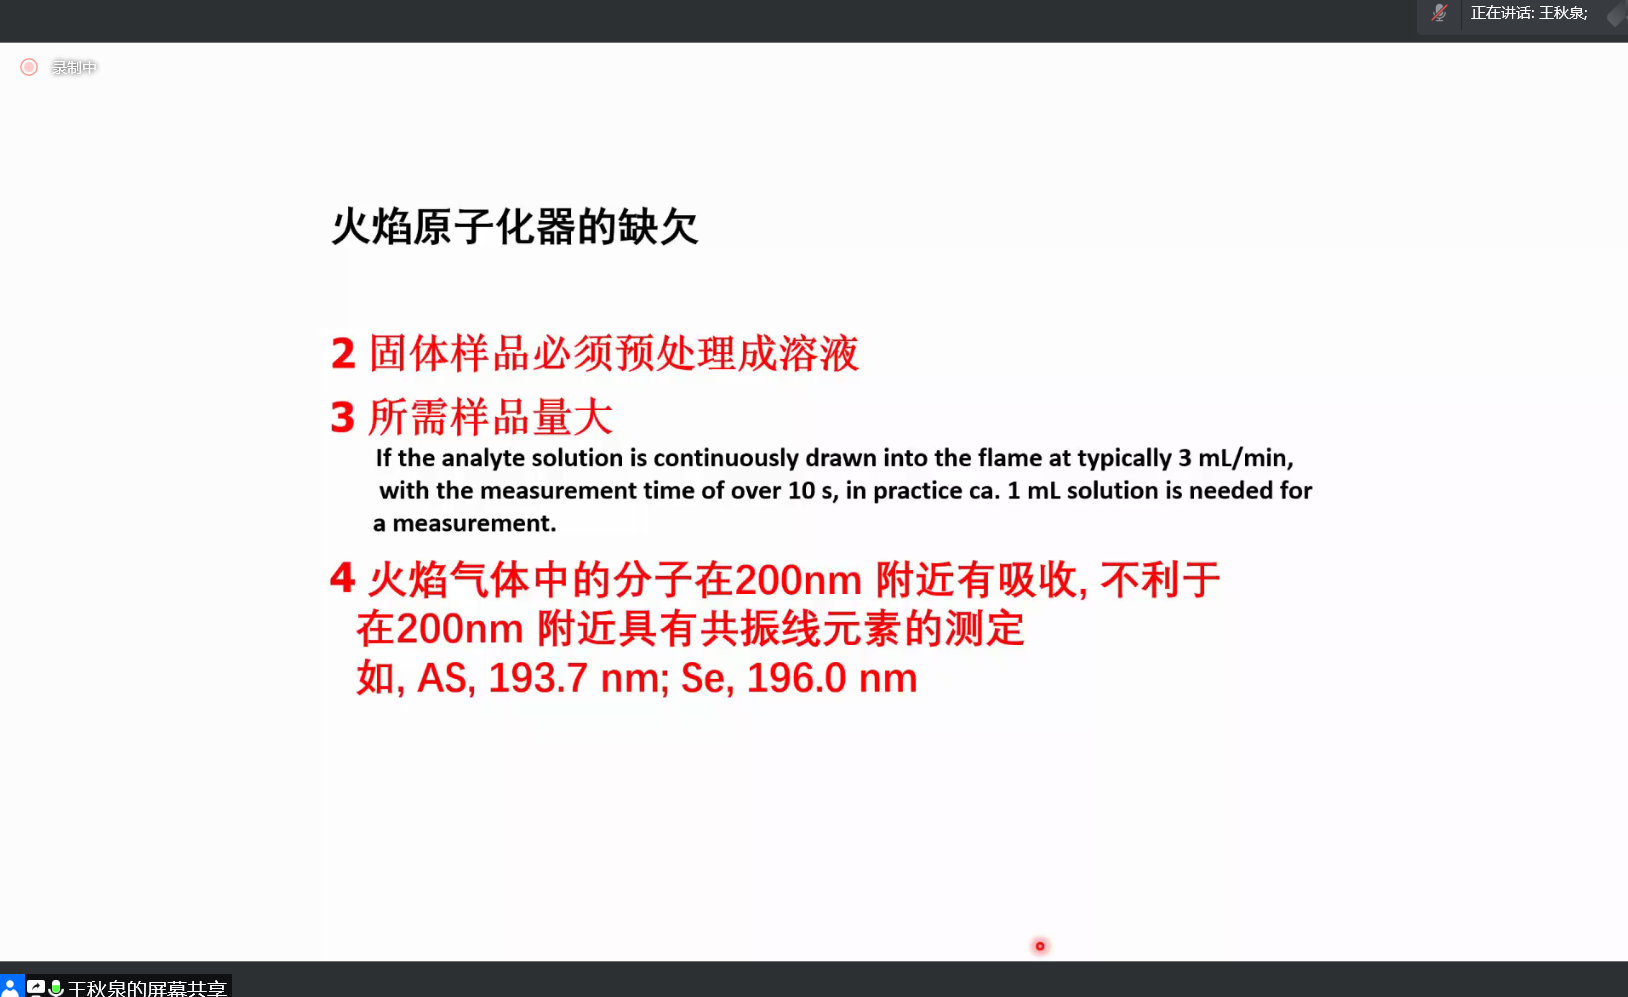 正在讲话: 王秋泉;
录制中
火焰原子化器的缺欠
2 固体样品必须预处理成溶液
3 所需样品量大
If the analyte solution is continuously drawn into the flame at typically 3 mL/min,
with the measurement time of over 10 s, in practice ca. 1 mL solution is needed for
a measurement.
4 火焰气体中的分子在200nm 附近有吸收, 不利于
在200nm 附近具有共振线元素的测定
如, AS, 193.7 nm; Se, 196.0 nm
王秋泉的屏幕共享